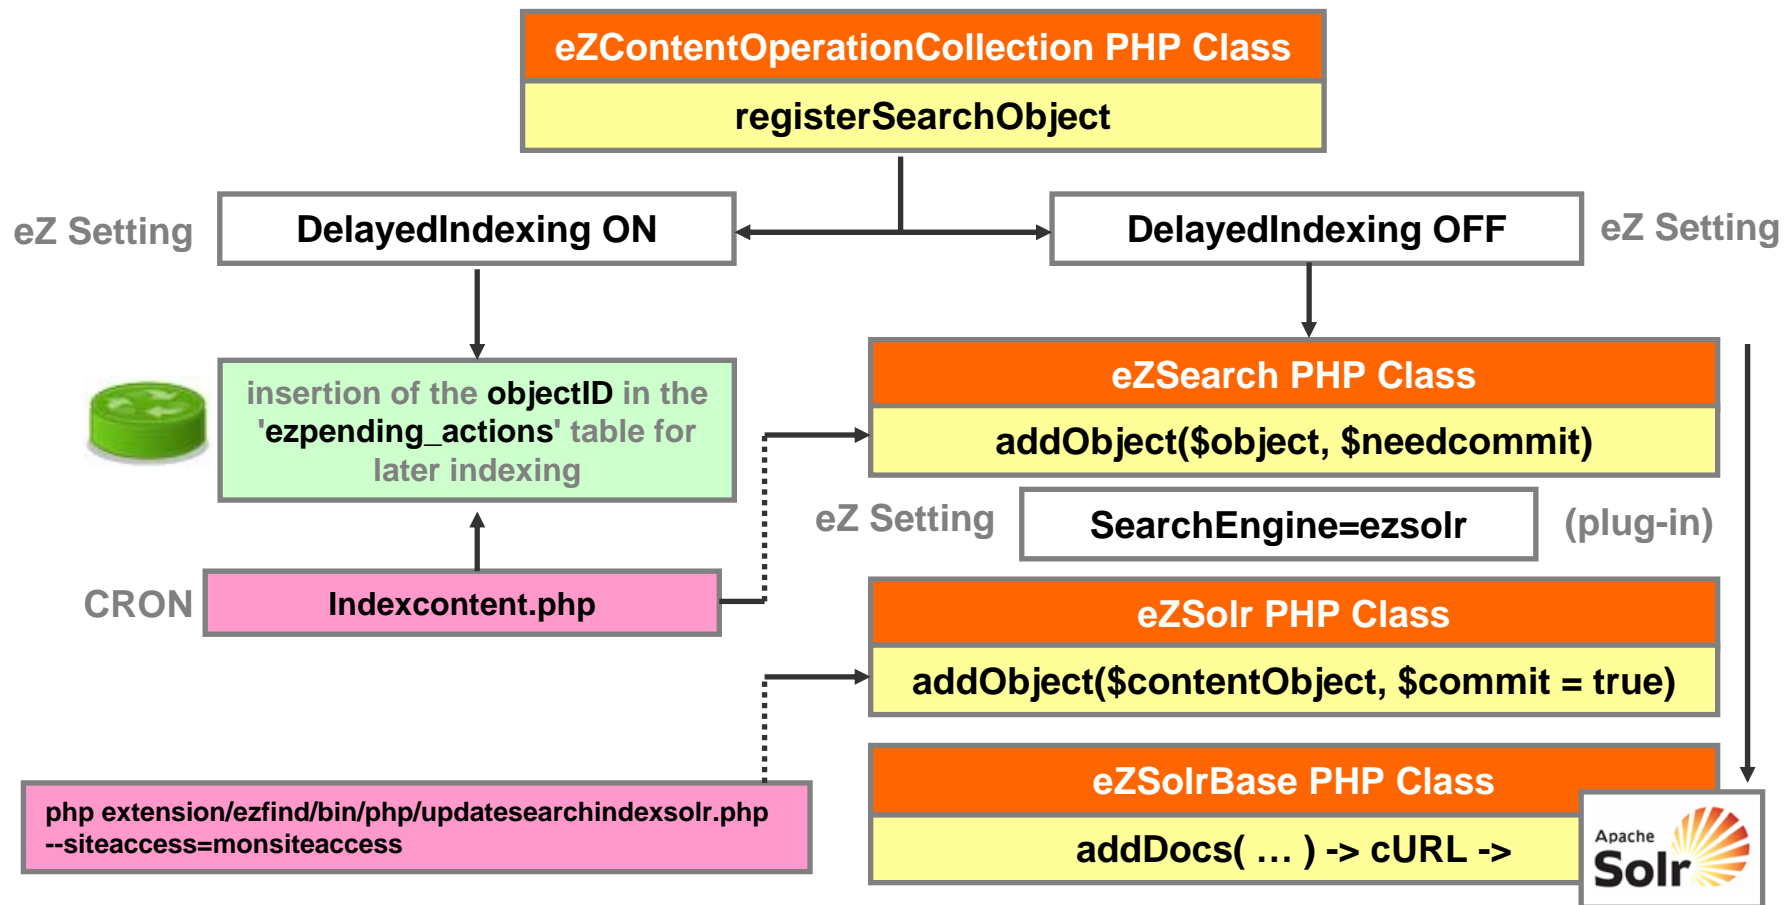 eZContentOperationCollection PHP Class
registerSearchObject
eZ Setting
DelayedIndexing ON
DelayedIndexing OFF
eZ Setting
insertion of the objectID in the
'ezpending_actions' table for
later indexing
eZSearch PHP Class
addObject($object, $needcommit)
eZ Setting
SearchEngine=ezsolr
(plug-in)
CRON
Indexcontent.php
eZSolr PHP Class
addObject($contentObject, $commit = true)
php extension/ezfind/bin/php/updatesearchindexsolr.php
--siteaccess=monsiteaccess
eZSolrBase PHP Class
addDocs( … ) -> cURL ->
Apache
Solr